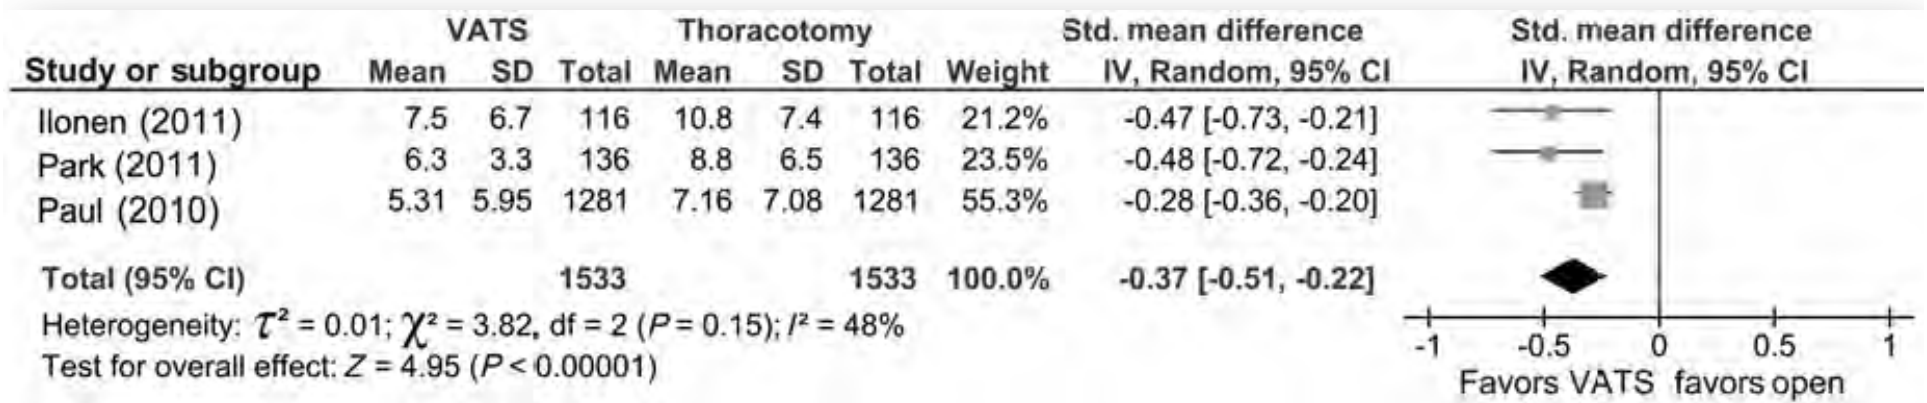 VATS Thoracotomy Std. mean difference Std. mean difference
Study or subgroup Mean SD Total Mean SD Total Weight IV, Random, 95% CI IV, Random, 95% CI
Ilonen (2011) 7.5 6.7 116 10.8 7.4 116 21.2% -0.47 [-0.73, -0.21]
Park (2011) 6.3 3.3 136 8.8 6.5 136 23.5% -0.48 [-0.72, -0.24]
Paul (2010) 5.31 5.95 1281 7.16 7.08 1281 55.3% -0.28 [-0.36, -0.20]
Total (95% CI) 1533 1533 100.0% -0.37 [-0.51, -0.22]
Heterogeneity: τ² = 0.01; χ² = 3.82, df = 2 (P = 0.15); I² = 48%
Test for overall effect: Z = 4.95 (P < 0.00001)
-1 -0.5 0 0.5 1
Favors VATS favors open